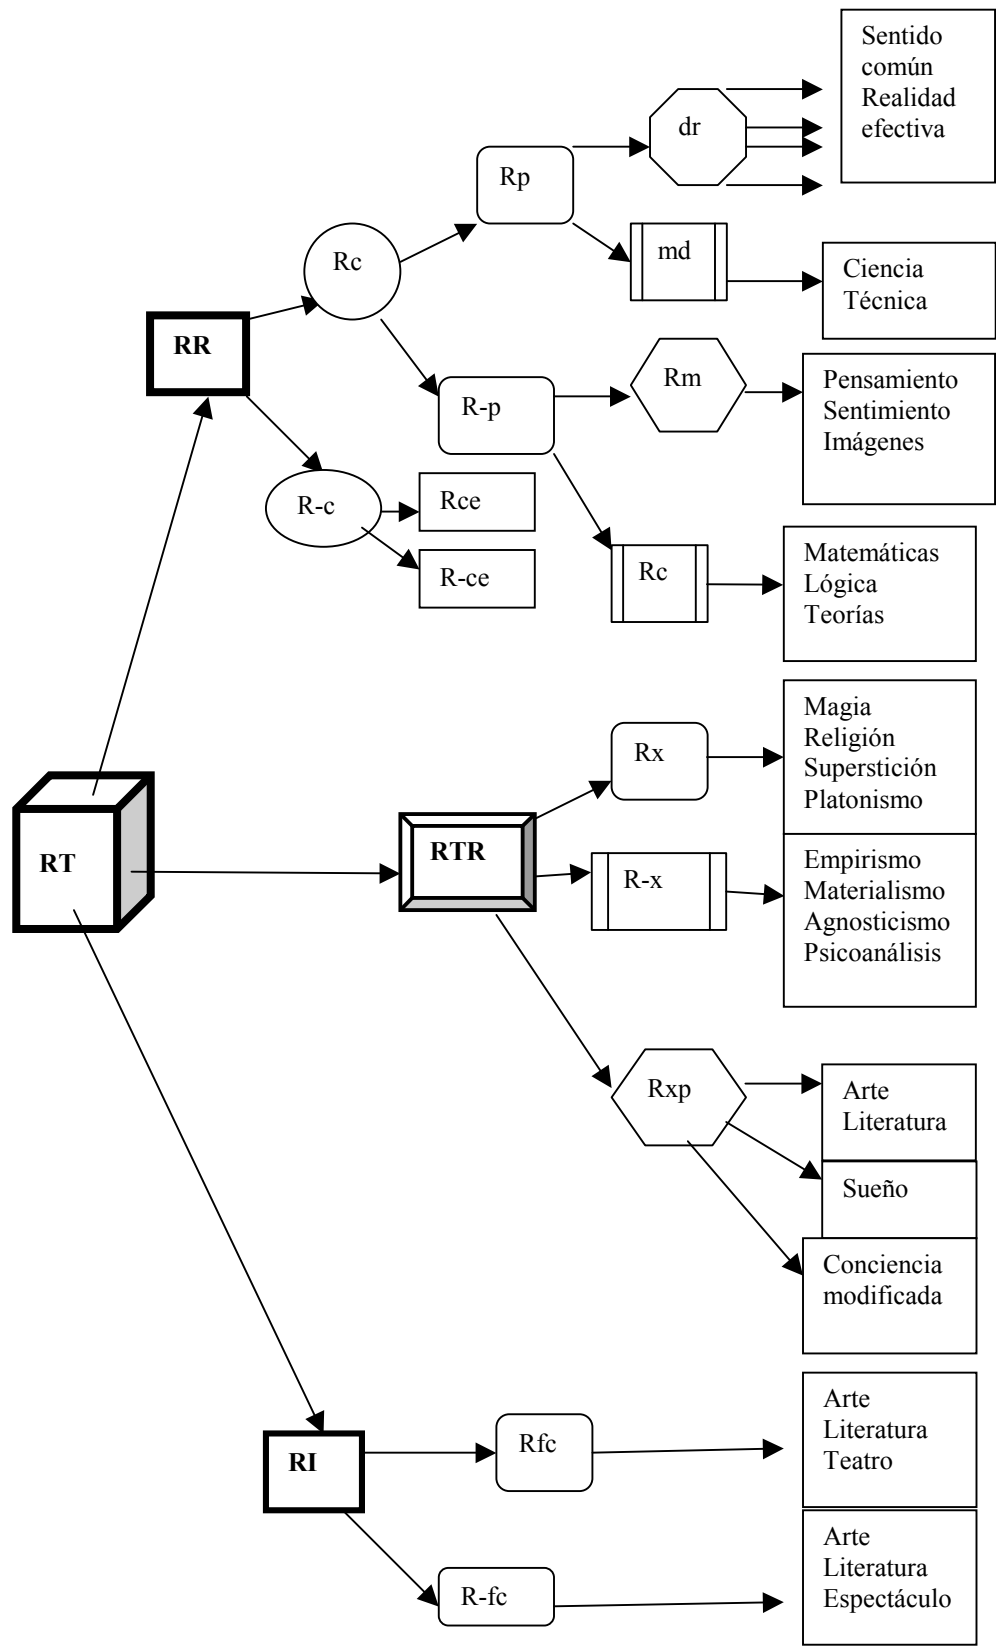 Sentido
común
Realidad
efectiva
dr
Rp
md
Rc
Ciencia
Técnica
RR
Rm
Pensamiento
Sentimiento
Imágenes
R-p
R-c
Rce
R-ce
Rc
Matemáticas
Lógica
Teorías
Rx
Magia
Religión
Superstición
Platonismo
RT
RTR
R-x
Empirismo
Materialismo
Agnosticismo
Psicoanálisis
Rxp
Arte
Literatura
Sueño
Conciencia
modificada
RI
Rfc
Arte
Literatura
Teatro
R-fc
Arte
Literatura
Espectáculo